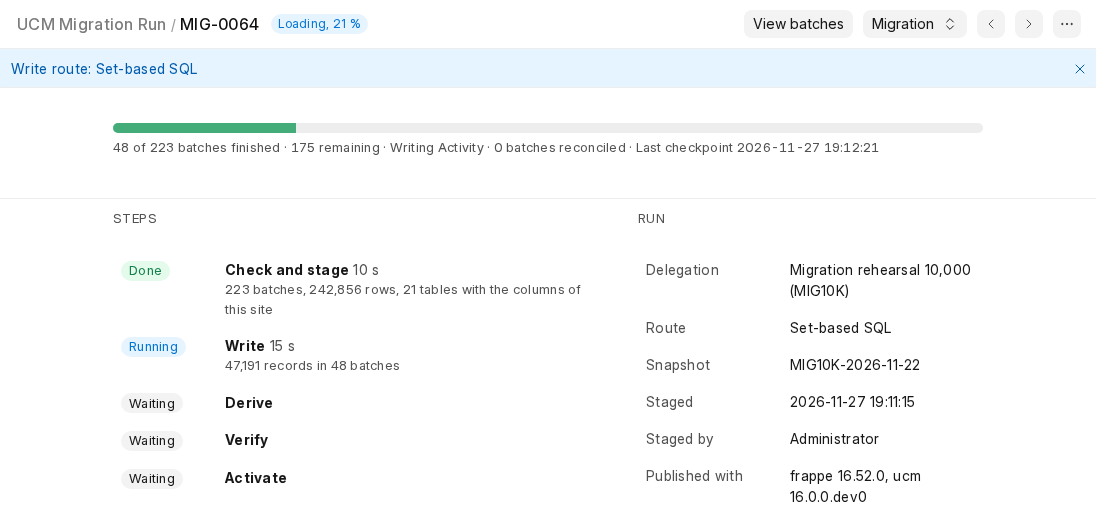 UCM Migration Run / MIG-0064 Loading, 21 % View batches Migration
Write route: Set-based SQL
48 of 223 batches finished · 175 remaining · Writing Activity · 0 batches reconciled · Last checkpoint 2026-11-27 19:12:21
STEPS
Done Check and stage 10 s
223 batches, 242,856 rows, 21 tables with the columns of
this site
Running Write 15 s
47,191 records in 48 batches
Waiting Derive
Waiting Verify
Waiting Activate
RUN
Delegation Migration rehearsal 10,000
(MIG10K)
Route Set-based SQL
Snapshot MIG10K-2026-11-22
Staged 2026-11-27 19:11:15
Staged by Administrator
Published with frappe 16.52.0, ucm
16.0.0.dev0